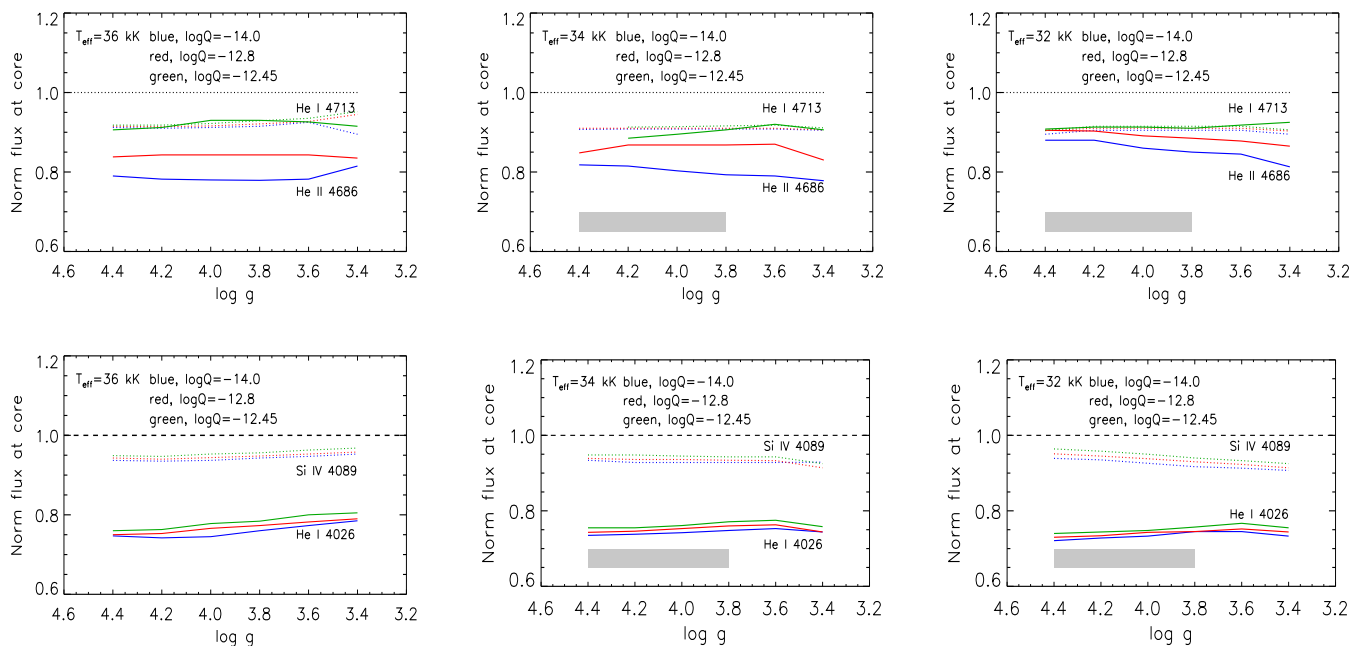 1.2
1.0
0.8
0.6
Norm flux at core
T_eff=36 kK blue, logQ=−14.0
red, logQ=−12.8
green, logQ=−12.45
He I 4713
He II 4686
4.6 4.4 4.2 4.0 3.8 3.6 3.4 3.2
log g
1.2
1.0
0.8
0.6
Norm flux at core
T_eff=34 kK blue, logQ=−14.0
red, logQ=−12.8
green, logQ=−12.45
He I 4713
He II 4686
4.6 4.4 4.2 4.0 3.8 3.6 3.4 3.2
log g
1.2
1.0
0.8
0.6
Norm flux at core
T_eff=32 kK blue, logQ=−14.0
red, logQ=−12.8
green, logQ=−12.45
He I 4713
He II 4686
4.6 4.4 4.2 4.0 3.8 3.6 3.4 3.2
log g
1.2
1.0
0.8
0.6
Norm flux at core
T_eff=36 kK blue, logQ=−14.0
red, logQ=−12.8
green, logQ=−12.45
Si IV 4089
He I 4026
4.6 4.4 4.2 4.0 3.8 3.6 3.4 3.2
log g
1.2
1.0
0.8
0.6
Norm flux at core
T_eff=34 kK blue, logQ=−14.0
red, logQ=−12.8
green, logQ=−12.45
Si IV 4089
He I 4026
4.6 4.4 4.2 4.0 3.8 3.6 3.4 3.2
log g
1.2
1.0
0.8
0.6
Norm flux at core
T_eff=32 kK blue, logQ=−14.0
red, logQ=−12.8
green, logQ=−12.45
Si IV 4089
He I 4026
4.6 4.4 4.2 4.0 3.8 3.6 3.4 3.2
log g